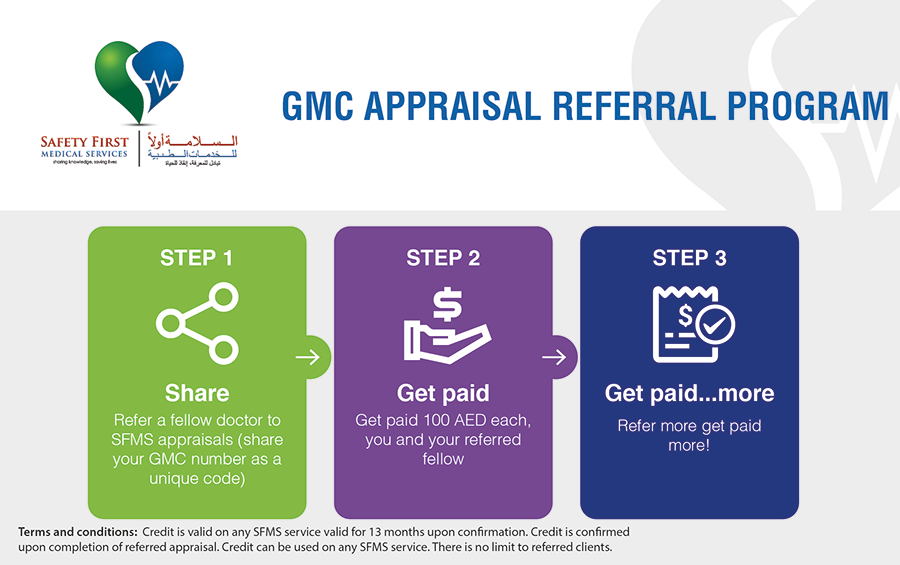 GMC APPRAISAL REFERRAL PROGRAM
SAFETY FIRST
MEDICAL SERVICES
sharing knowledge, saving lives
السلامة أولاً
للخدمات الطبية
تبادل للمعرفة، إنقاذ للحياة
STEP 1
Share
Refer a fellow doctor to
SFMS appraisals (share
your GMC number as a
unique code)
STEP 2
Get paid
Get paid 100 AED each,
you and your referred
fellow
STEP 3
Get paid...more
Refer more get paid
more!
Terms and conditions: Credit is valid on any SFMS service valid for 13 months upon confirmation. Credit is confirmed
upon completion of referred appraisal. Credit can be used on any SFMS service. There is no limit to referred clients.